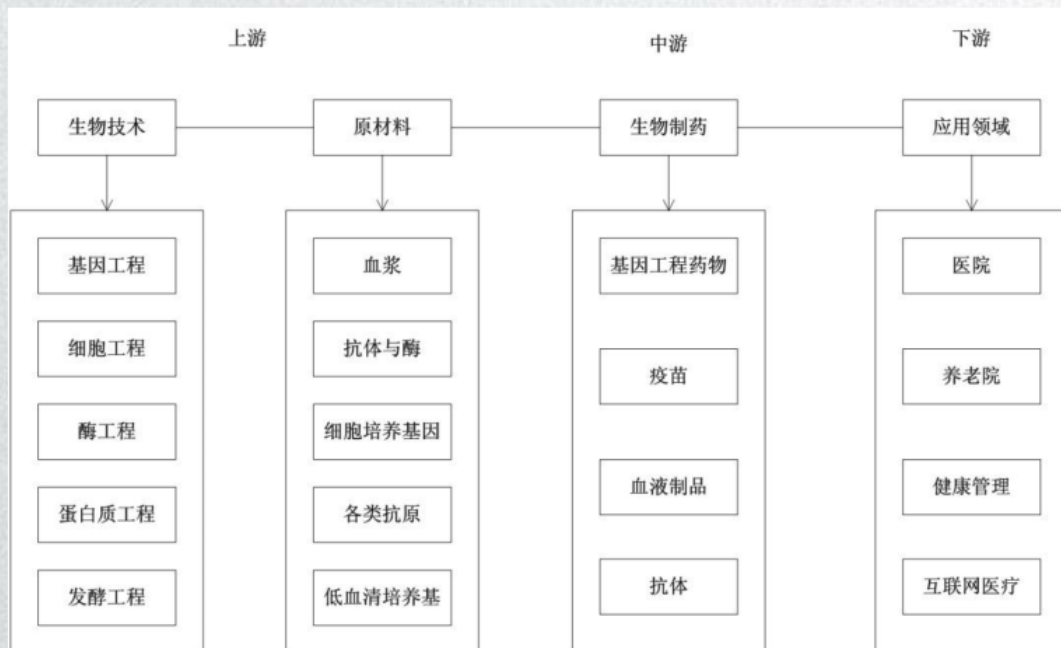 上游
中游
下游
生物技术
原材料
生物制药
应用领域
基因工程
细胞工程
酶工程
蛋白质工程
发酵工程
血浆
抗体与酶
细胞培养基因
各类抗原
低血清培养基
基因工程药物
疫苗
血液制品
抗体
医院
养老院
健康管理
互联网医疗